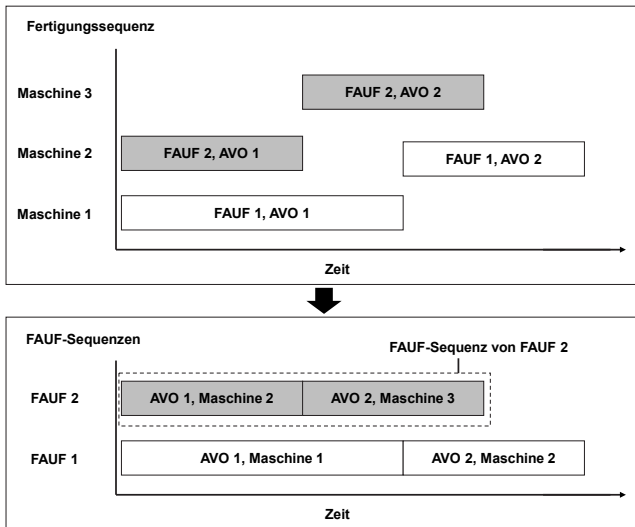 Fertigungssequenz
Maschine 3
FAUF 2, AVO 2
Maschine 2
FAUF 2, AVO 1
FAUF 1, AVO 2
Maschine 1
FAUF 1, AVO 1
Zeit
FAUF-Sequenzen
FAUF-Sequenz von FAUF 2
FAUF 2
AVO 1, Maschine 2
AVO 2, Maschine 3
FAUF 1
AVO 1, Maschine 1
AVO 2, Maschine 2
Zeit